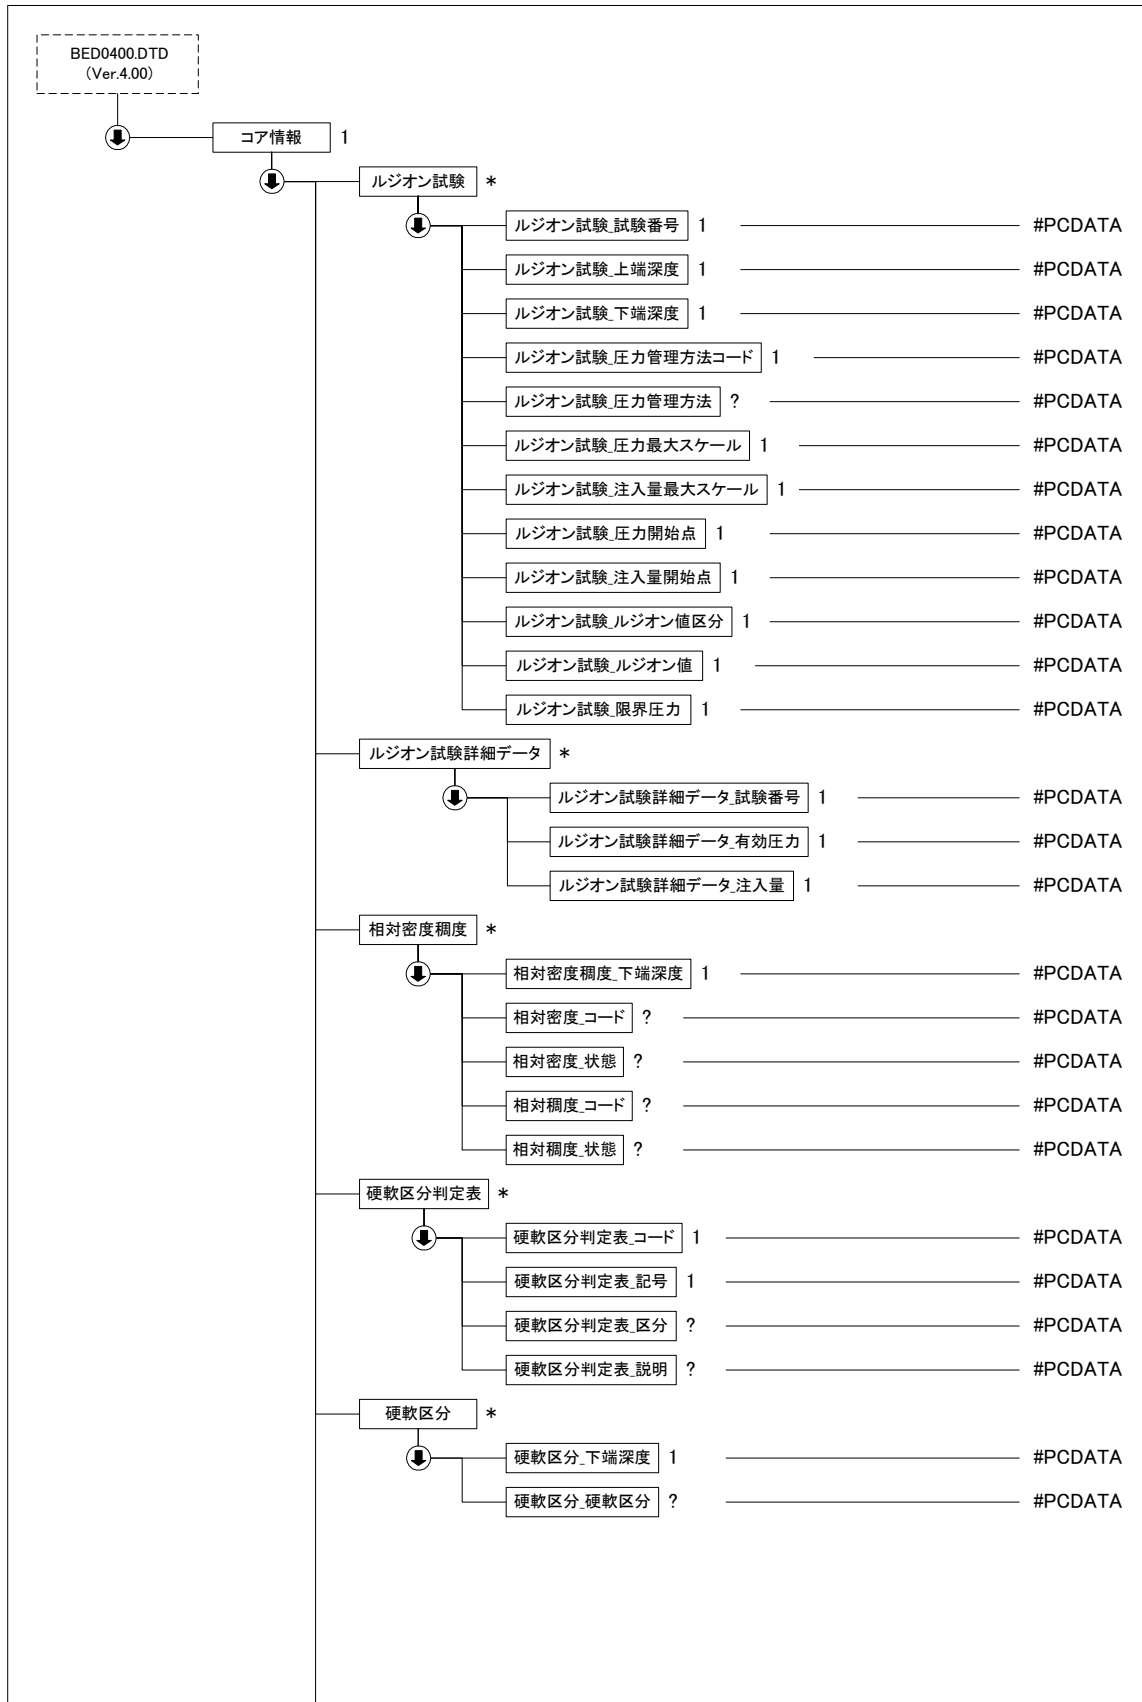 BED0400.DTD
(Ver.4.00)
コア情報 1
ルジオン試験 *
ルジオン試験_試験番号 1 #PCDATA
ルジオン試験_上端深度 1 #PCDATA
ルジオン試験_下端深度 1 #PCDATA
ルジオン試験_圧力管理方法コード 1 #PCDATA
ルジオン試験_圧力管理方法 ? #PCDATA
ルジオン試験_圧力最大スケール 1 #PCDATA
ルジオン試験_注入量最大スケール 1 #PCDATA
ルジオン試験_圧力開始点 1 #PCDATA
ルジオン試験_注入量開始点 1 #PCDATA
ルジオン試験_ルジオン値区分 1 #PCDATA
ルジオン試験_ルジオン値 1 #PCDATA
ルジオン試験_限界圧力 1 #PCDATA
ルジオン試験詳細データ *
ルジオン試験詳細データ_試験番号 1 #PCDATA
ルジオン試験詳細データ_有効圧力 1 #PCDATA
ルジオン試験詳細データ_注入量 1 #PCDATA
相対密度稠度 *
相対密度稠度_下端深度 1 #PCDATA
相対密度_コード ? #PCDATA
相対密度_状態 ? #PCDATA
相対稠度_コード ? #PCDATA
相対稠度_状態 ? #PCDATA
硬軟区分判定表 *
硬軟区分判定表_コード 1 #PCDATA
硬軟区分判定表_記号 1 #PCDATA
硬軟区分判定表_区分 ? #PCDATA
硬軟区分判定表_説明 ? #PCDATA
硬軟区分 *
硬軟区分_下端深度 1 #PCDATA
硬軟区分_硬軟区分 ? #PCDATA